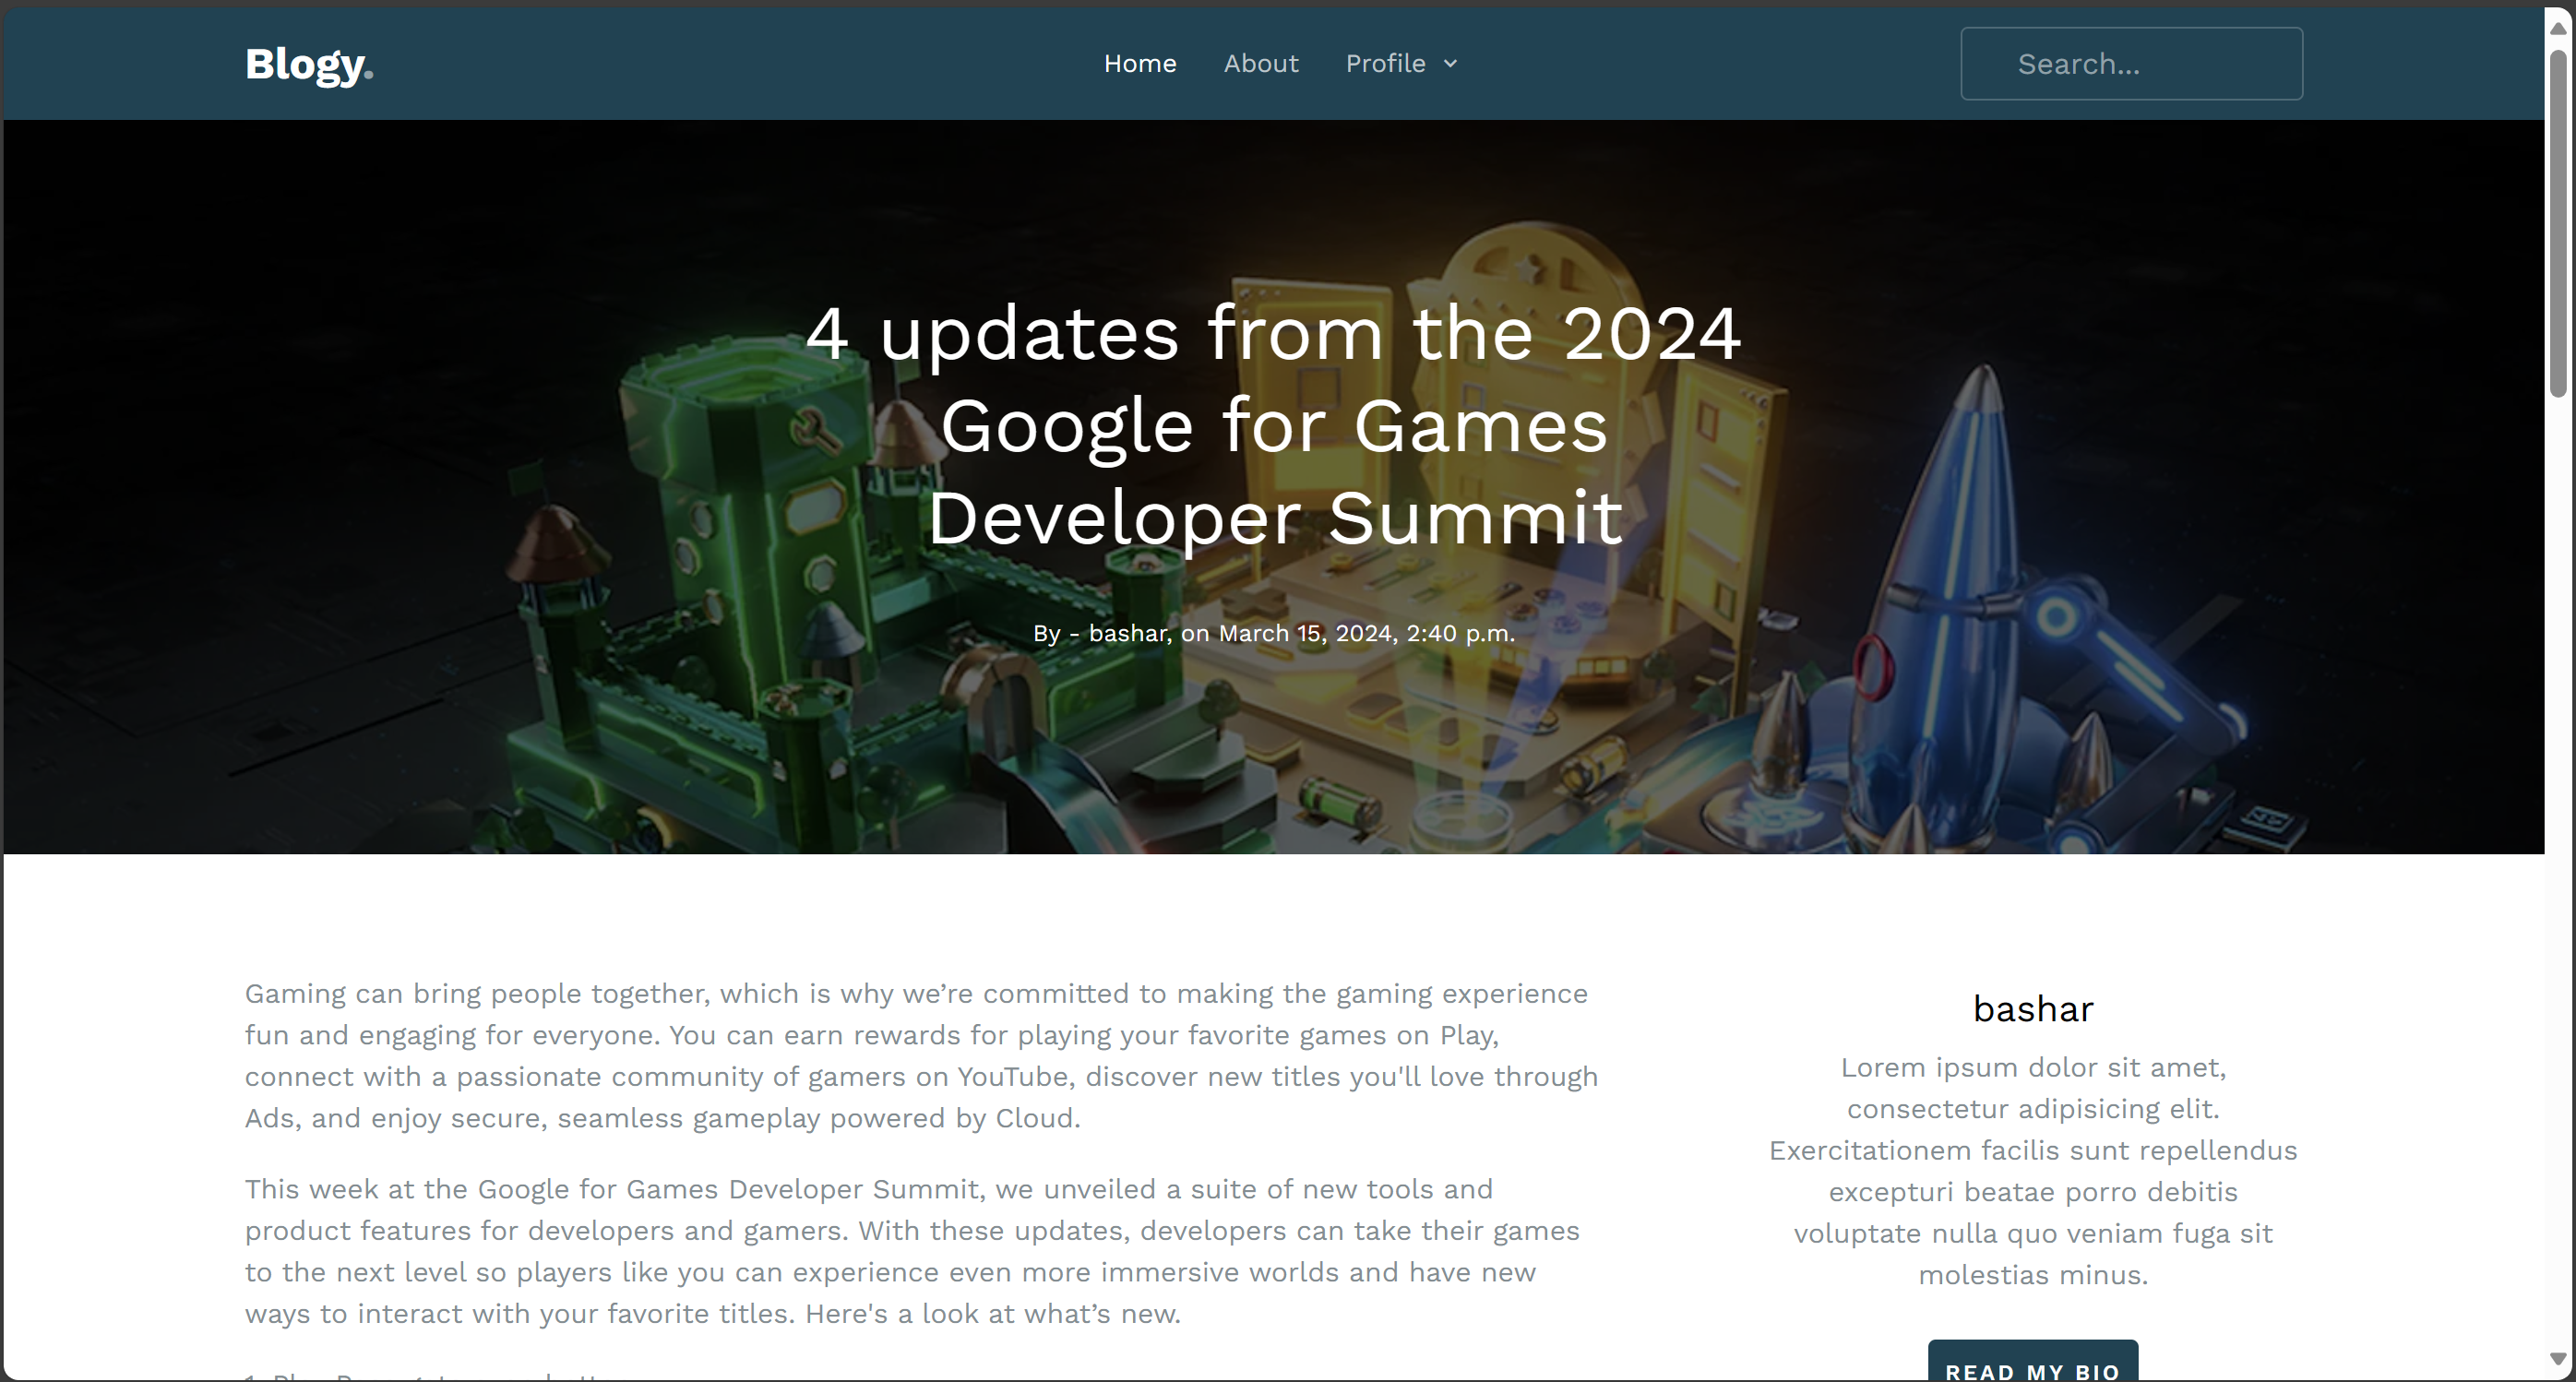 Blogy.
Home
About
Profile
Search...
4 updates from the 2024
Google for Games
Developer Summit
By - bashar, on March 15, 2024, 2:40 p.m.
Gaming can bring people together, which is why we’re committed to making the gaming experience
fun and engaging for everyone. You can earn rewards for playing your favorite games on Play,
connect with a passionate community of gamers on YouTube, discover new titles you'll love through
Ads, and enjoy secure, seamless gameplay powered by Cloud.
This week at the Google for Games Developer Summit, we unveiled a suite of new tools and
product features for developers and gamers. With these updates, developers can take their games
to the next level so players like you can experience even more immersive worlds and have new
ways to interact with your favorite titles. Here's a look at what’s new.
bashar
Lorem ipsum dolor sit amet,
consectetur adipisicing elit.
Exercitationem facilis sunt repellendus
excepturi beatae porro debitis
voluptate nulla quo veniam fuga sit
molestias minus.
READ MY BIO